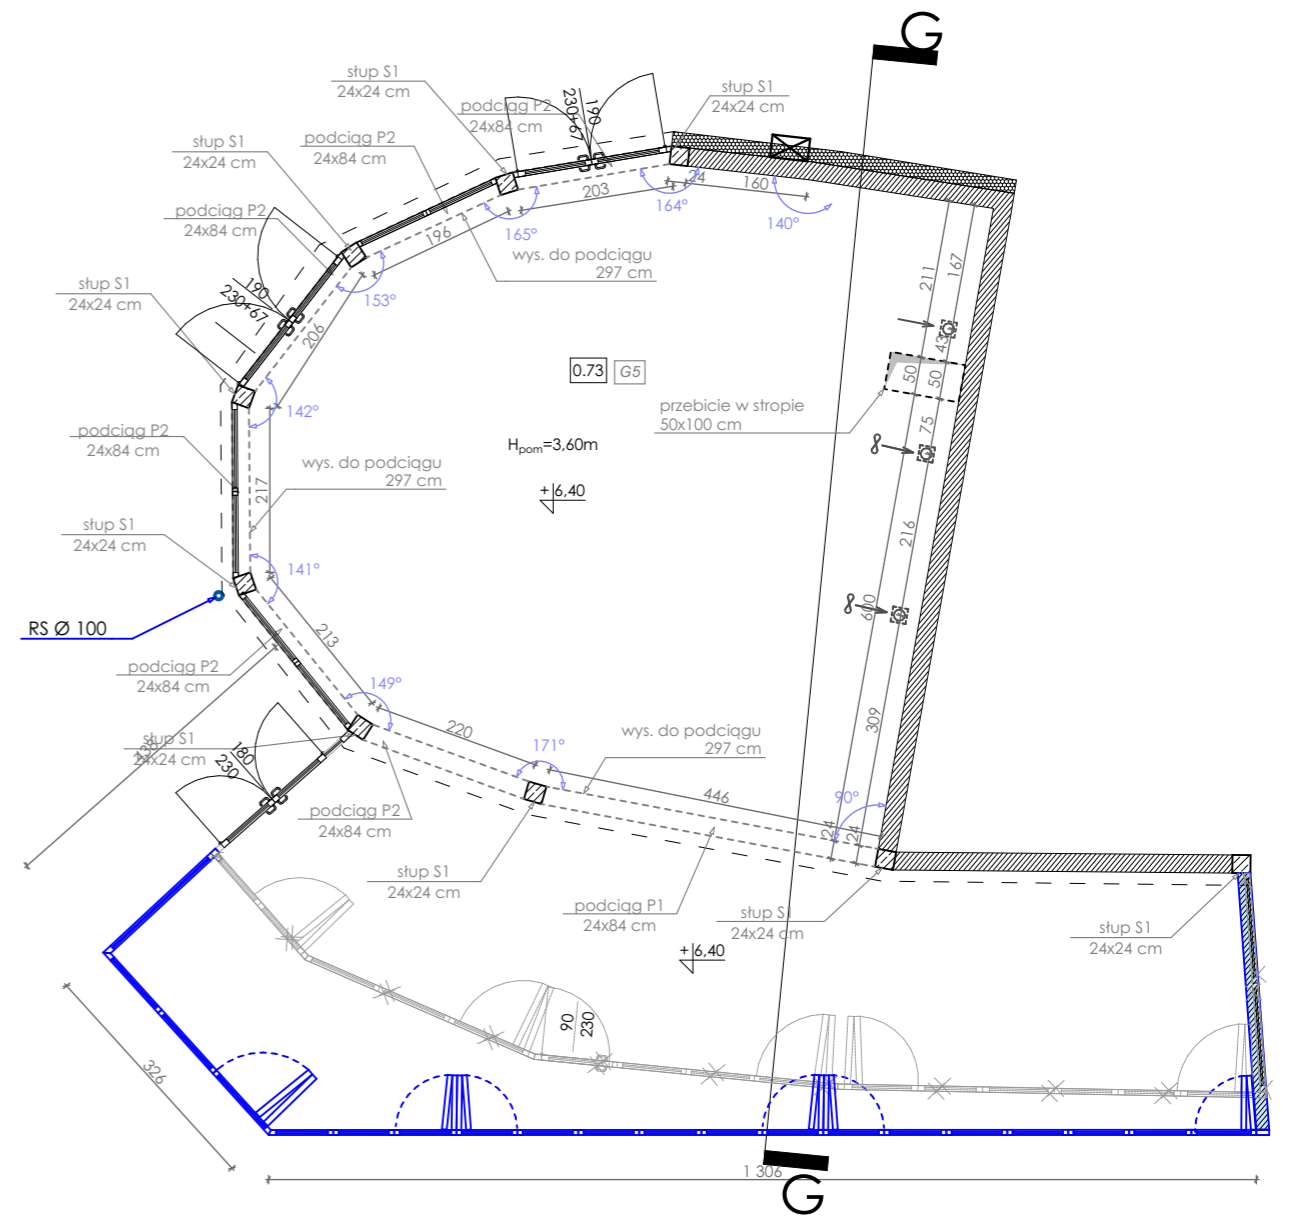 G
słup S1
24x24 cm
podciąg P2
24x84 cm
190
230+67
słup S1
24x24 cm
podciąg P2
24x84 cm
słup S1
24x24 cm
podciąg P2
24x84 cm
24
160
203
164°
140°
196
165°
wys. do podciągu
297 cm
153°
190
230+67
206
słup S1
24x24 cm
211
167
43
50
50
0.73
G5
142°
przebicie w stropie
50x100 cm
podciąg P2
24x84 cm
75
Hpom=3,60m
8
wys. do podciągu
297 cm
217
+6,40
słup S1
24x24 cm
216
141°
8
600
RS Ø 100
213
podciąg P2
24x84 cm
149°
309
220
wys. do podciągu
297 cm
słup S1
24x24 cm
180
230
171°
446
90°
24
24
podciąg P2
24x84 cm
słup S1
24x24 cm
podciąg P1
24x84 cm
słup S1
24x24 cm
słup S1
24x24 cm
+6,40
90
230
326
1 306
G